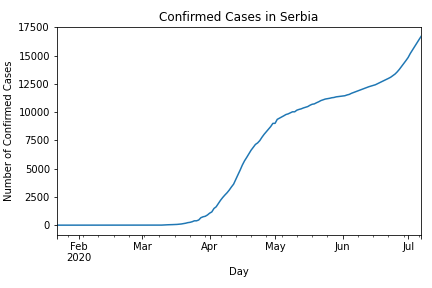 Confirmed Cases in Serbia
17500
15000
12500
10000
7500
5000
2500
0
Number of Confirmed Cases
Feb
2020
Mar
Apr
May
Jun
Jul
Day